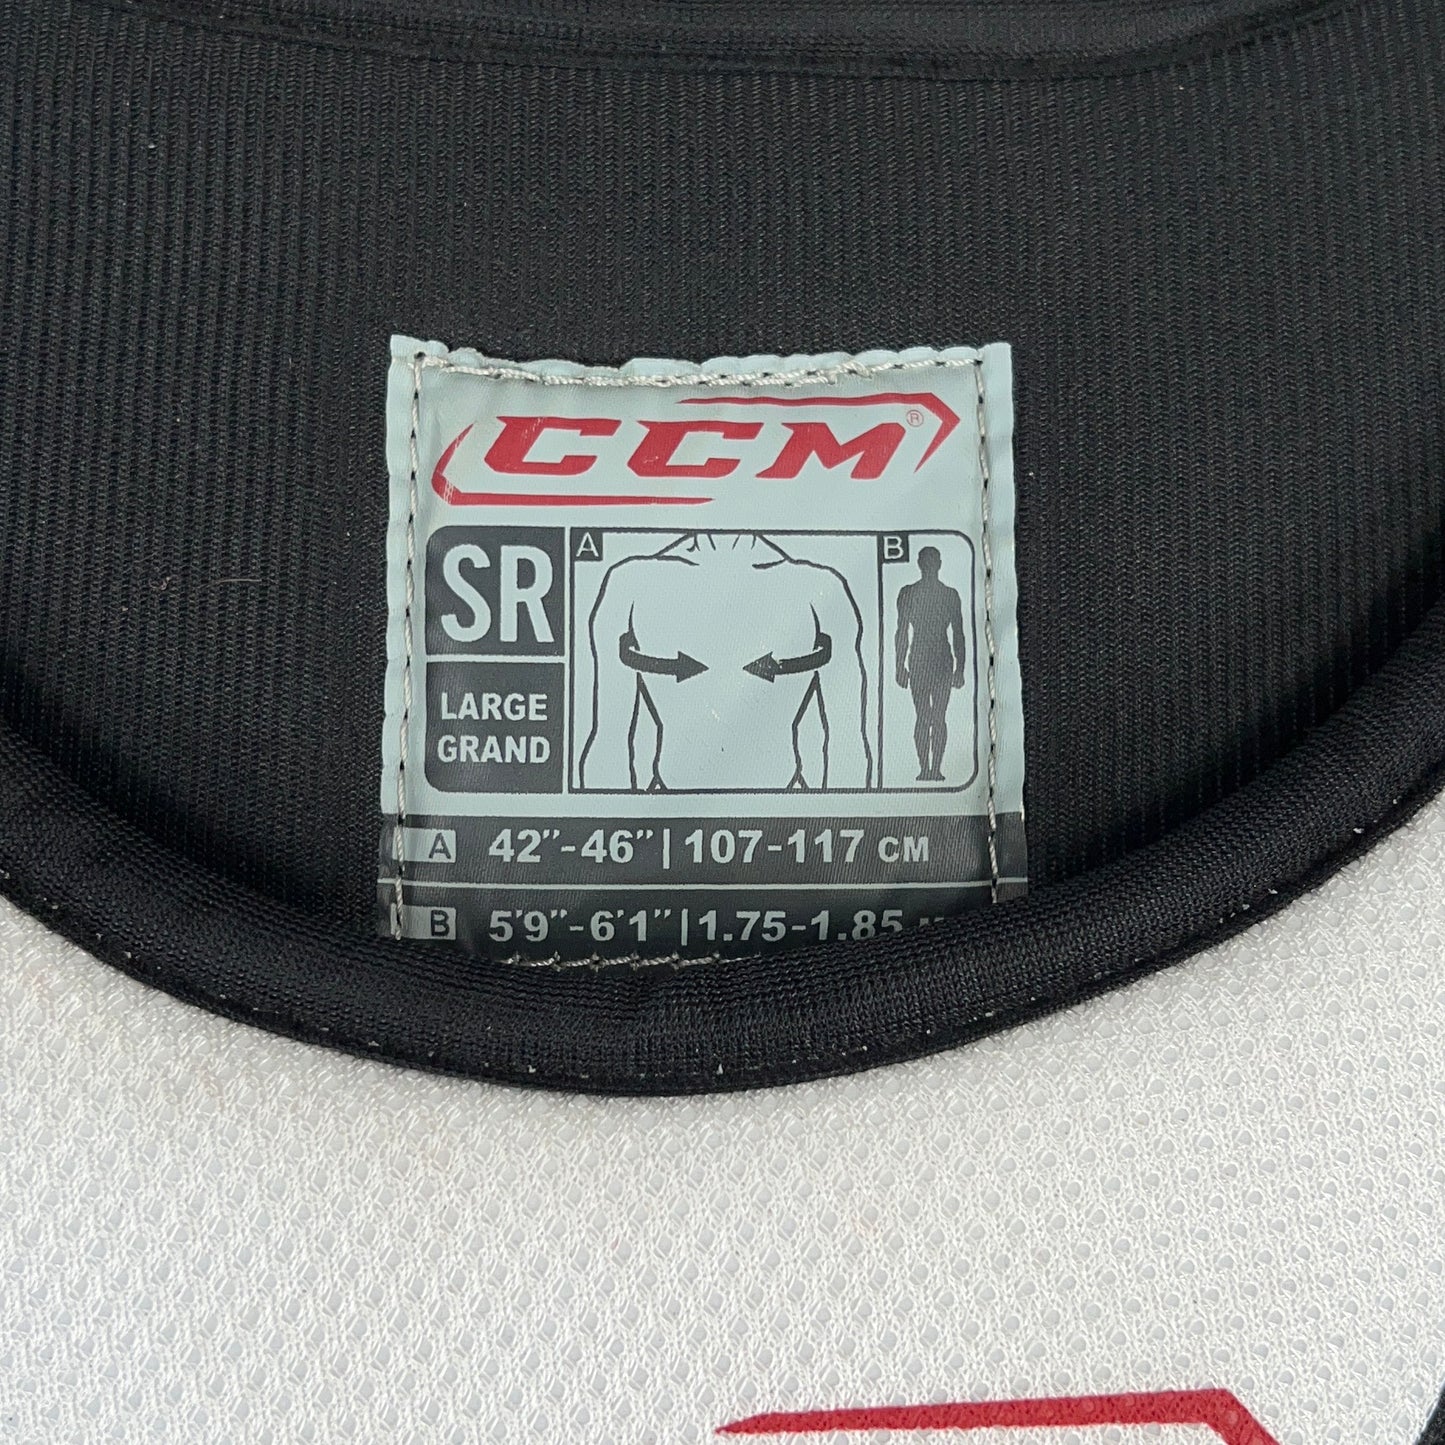 CCM®
SR
A
B
LARGE
GRAND
A 42"-46" | 107-117 CM
B 5'9"-6'1" | 1.75-1.85